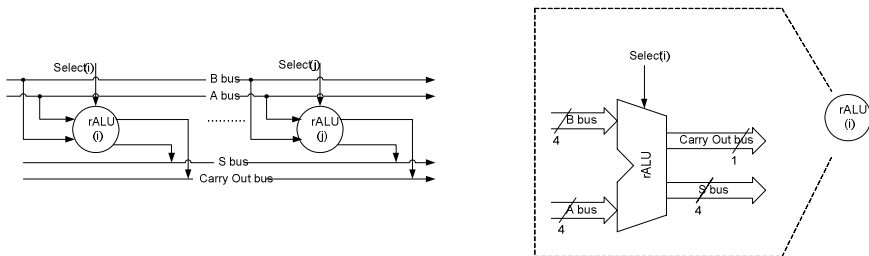 Select(i)
Select(j)
B bus
A bus
rALU
(i)
..........
rALU
(j)
S bus
Carry Out bus
Select(i)
B bus
4
rALU
Carry Out bus
1
S bus
4
A bus
4
rALU
(i)